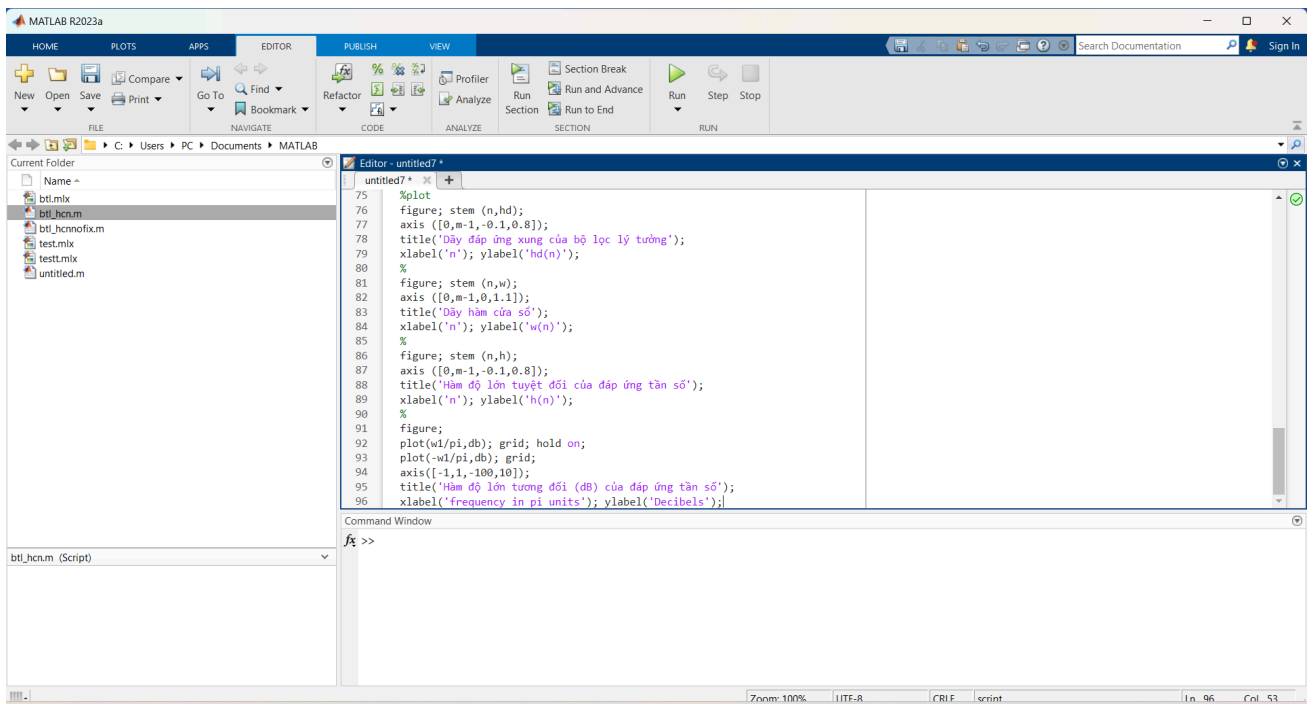 MATLAB R2023a
HOME PLOTS APPS EDITOR PUBLISH VIEW Search Documentation Sign In
New Open Save Compare Print Go To Find Bookmark Refactor Profiler Analyze Run Section Section Break Run and Advance Run to End Run Step Stop
FILE NAVIGATE CODE ANALYZE SECTION RUN
C: Users PC Documents MATLAB
Current Folder
Name
btl.mlx
btl_hcn.m
btl_hcnnofix.m
test.mlx
testt.mlx
untitled.m
btl_hcn.m (Script)
Editor - untitled7 *
untitled7 *
75 %plot
76 figure; stem (n,hd);
77 axis ([0,m-1,-0.1,0.8]);
78 title('Dãy đáp ứng xung của bộ lọc lý tưởng');
79 xlabel('n'); ylabel('hd(n)');
80 %
81 figure; stem (n,w);
82 axis ([0,m-1,0,1.1]);
83 title('Dãy hàm cửa sổ');
84 xlabel('n'); ylabel('w(n)');
85 %
86 figure; stem (n,h);
87 axis ([0,m-1,-0.1,0.8]);
88 title('Hàm độ lớn tuyệt đối của đáp ứng tần số');
89 xlabel('n'); ylabel('h(n)');
90 %
91 figure;
92 plot(w1/pi,db); grid; hold on;
93 plot(-w1/pi,db); grid;
94 axis([-1,1,-100,10]);
95 title('Hàm độ lớn tương đối (dB) của đáp ứng tần số');
96 xlabel('frequency in pi units'); ylabel('Decibels');
Command Window
fx >>
Zoom: 100% UTF-8 CRLF script Ln 96 Col 53